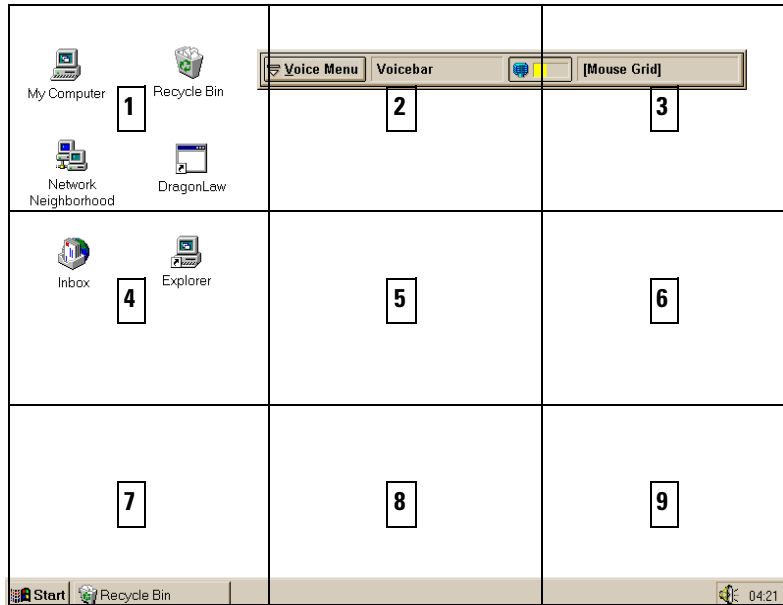 My Computer
Recycle Bin
Voice Menu
Voicebar
[Mouse Grid]
1
2
3
Network
Neighborhood
DragonLaw
Inbox
Explorer
4
5
6
7
8
9
Start
Recycle Bin
04:21